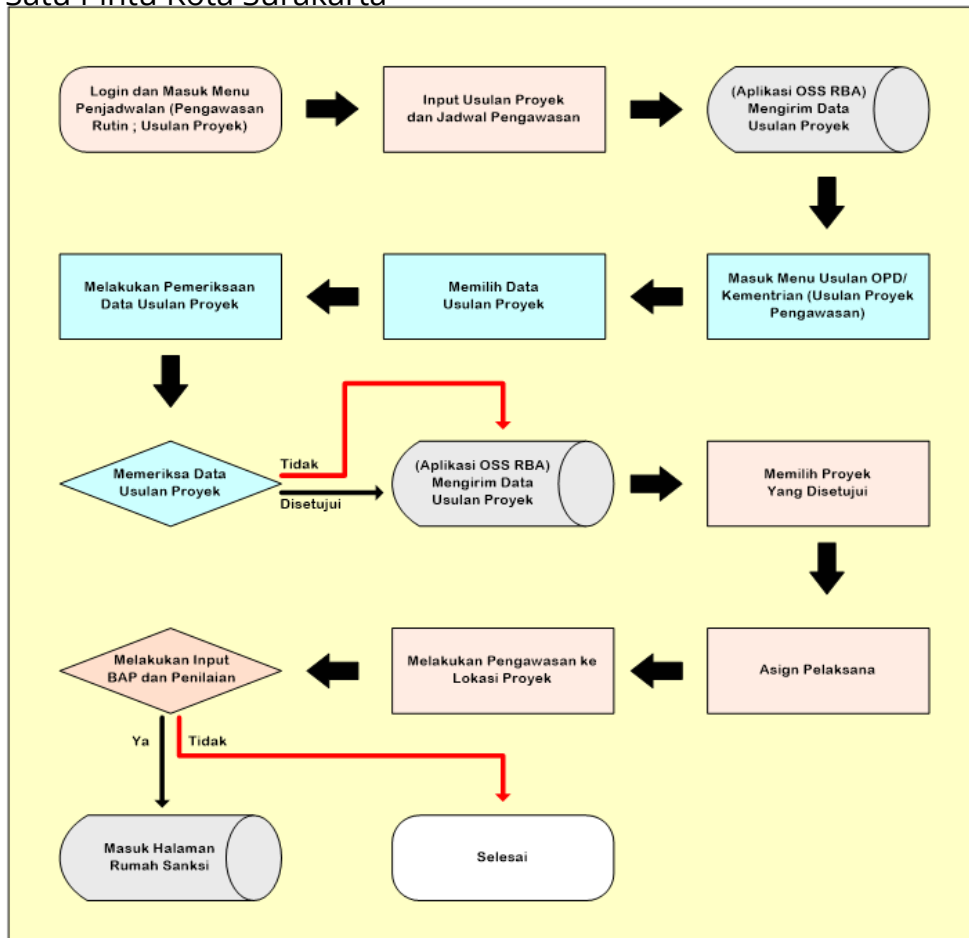 Satu Pintu Kota Surakarta
Login dan Masuk Menu
Penjadwalan (Pengawasan
Rutin ; Usulan Proyek)
Input Usulan Proyek
dan Jadwal Pengawasan
(Aplikasi OSS RBA)
Mengirim Data
Usulan Proyek
Melakukan Pemeriksaan
Data Usulan Proyek
Memilih Data
Usulan Proyek
Masuk Menu Usulan OPD/
Kementrian (Usulan Proyek
Pengawasan)
Memeriksa Data
Usulan Proyek
Tidak
Disetujui
(Aplikasi OSS RBA)
Mengirim Data
Usulan Proyek
Memilih Proyek
Yang Disetujui
Melakukan Input
BAP dan Penilaian
Melakukan Pengawasan ke
Lokasi Proyek
Asign Pelaksana
Ya
Tidak
Masuk Halaman
Rumah Sanksi
Selesai